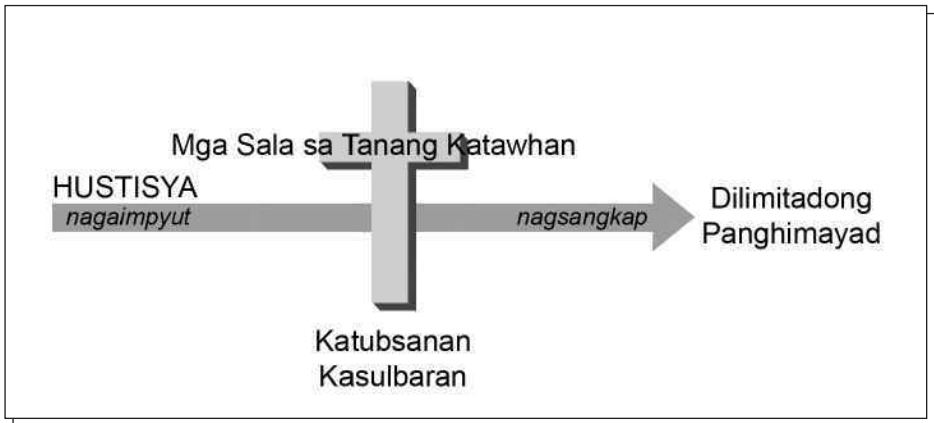 Mga Sala sa Tanang Katawhan
HUSTISYA
nagaimpyut
nagsangkap
Dilimitadong
Panghimayad
Katubsanan
Kasulbaran